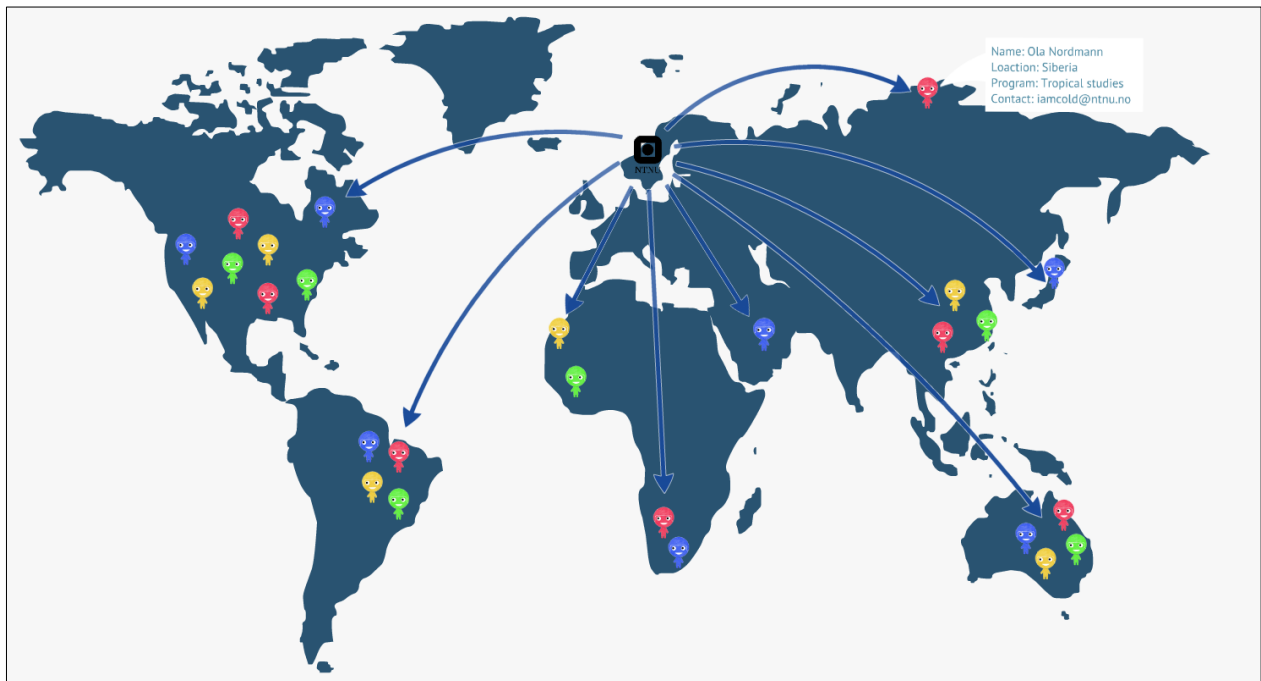 Name: Ola Nordmann
Loaction: Siberia
Program: Tropical studies
Contact: iamcold@ntnu.no
NTNU